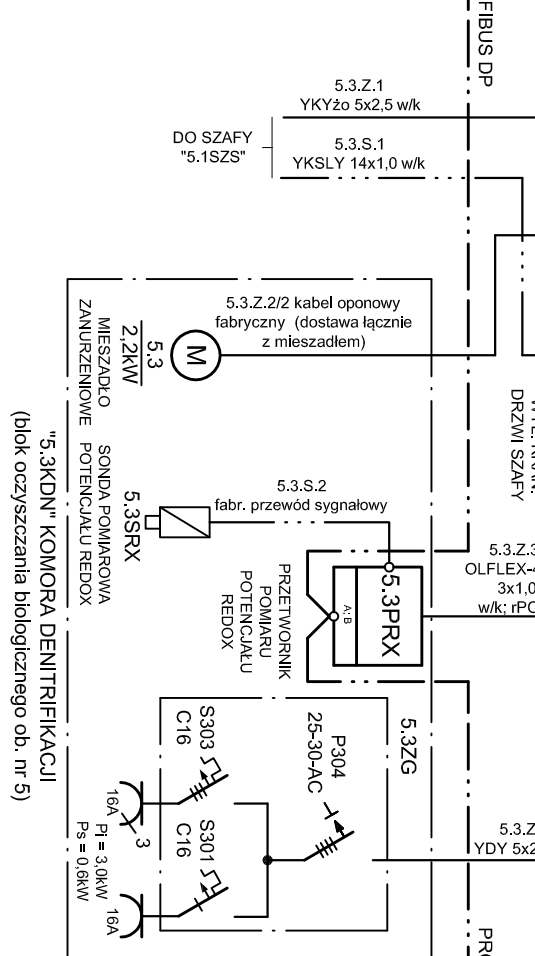 FIBUS DP
5.3.Z.1
YKYżo 5x2,5 w/k
DO SZAFY
"5.1SZS"
5.3.S.1
YKSLY 14x1,0 w/k
5.3.Z.2/2 kabel oponowy
fabryczny (dostawa łącznie
z mieszadłem)
M
5.3
2,2kW
MIESZADŁO
ZANURZENIOWE
DRZWI SZAFY
5.3.S.2
fabr. przewód sygnałowy
5.3SRX
SONDA POMIAROWA
POTENCJAŁU REDOX
5.3.Z.3
OLFLEX-4
3x1,0
w/k; rPC
5.3PRX
A;B
PRZETWORNIK
POMIARU
POTENCJAŁU
REDOX
"5.3KDN" KOMORA DENITRIFIKACJI
(blok oczyszczania biologicznego ob. nr 5)
5.3ZG
P304
25-30-AC
S303
C16
S301
C16
16A
3
16A
Pi = 3,0kW
Ps = 0,6kW
5.3.Z
YDY 5x2
PRO